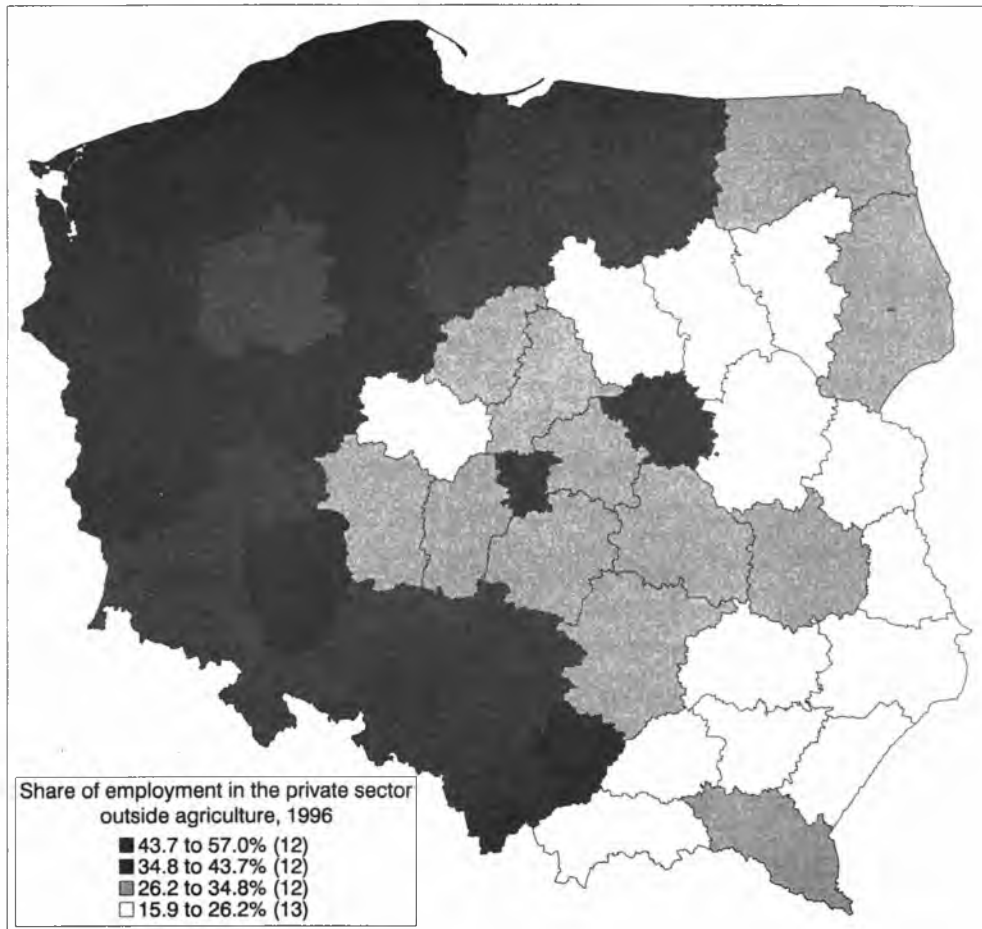 Share of employment in the private sector
outside agriculture, 1996
43.7 to 57.0% (12)
34.8 to 43.7% (12)
26.2 to 34.8% (12)
15.9 to 26.2% (13)